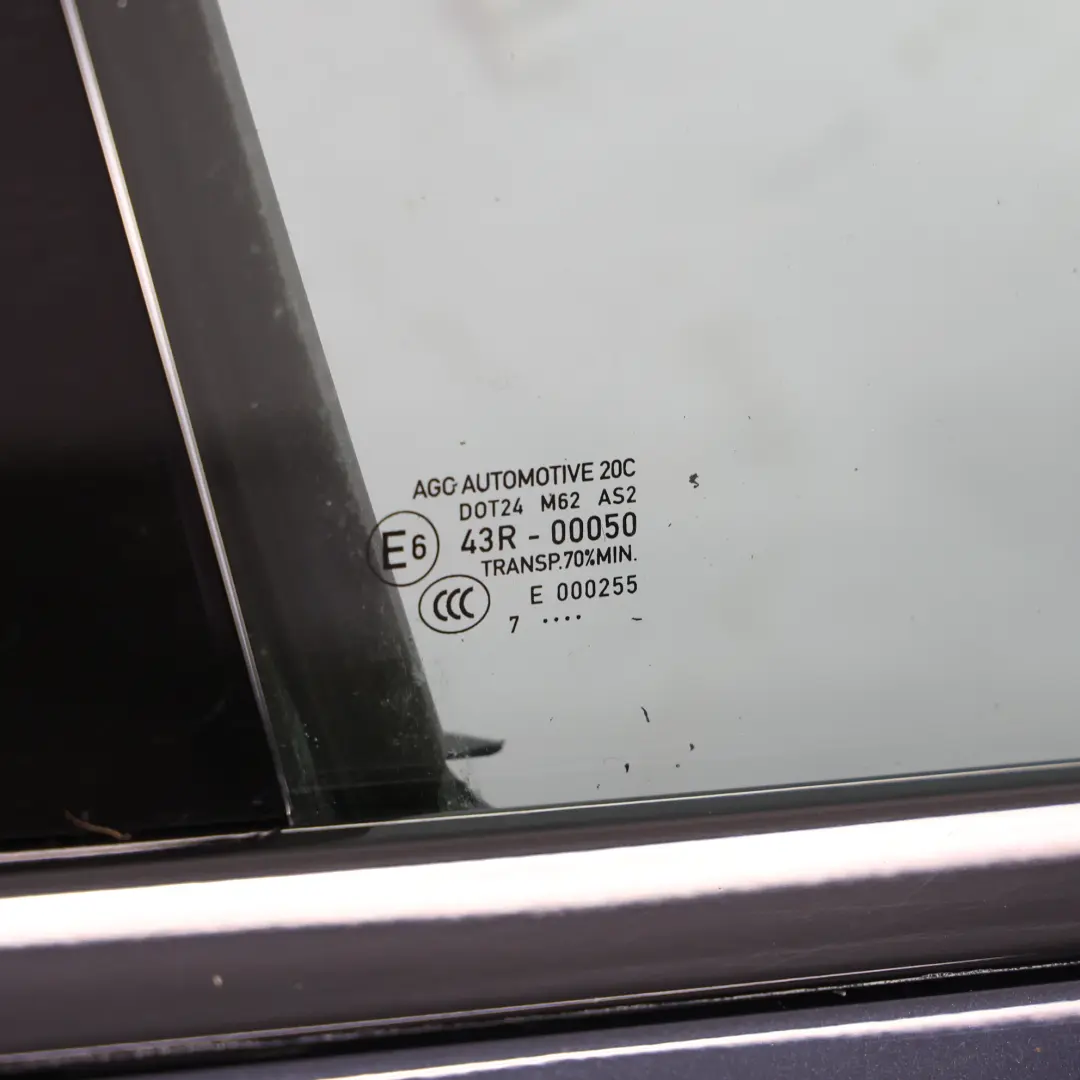 AGC AUTOMOTIVE 20C
DOT24 M62 AS2
E6 43R - 00050
TRANSP.70%MIN.
CCC E 000255
7 ....